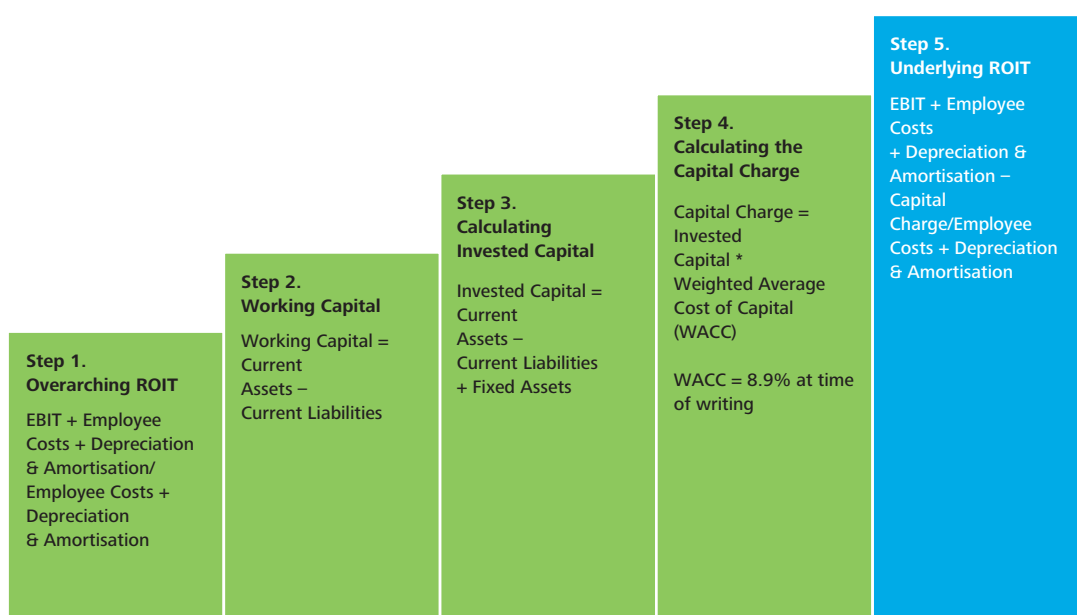 Step 1.
Overarching ROIT
EBIT + Employee
Costs + Depreciation
& Amortisation/
Employee Costs +
Depreciation
& Amortisation
Step 2.
Working Capital
Working Capital =
Current
Assets –
Current Liabilities
Step 3.
Calculating
Invested Capital
Invested Capital =
Current
Assets –
Current Liabilities
+ Fixed Assets
Step 4.
Calculating the
Capital Charge
Capital Charge =
Invested
Capital *
Weighted Average
Cost of Capital
(WACC)
WACC = 8.9% at time
of writing
Step 5.
Underlying ROIT
EBIT + Employee
Costs
+ Depreciation &
Amortisation –
Capital
Charge/Employee
Costs + Depreciation
& Amortisation